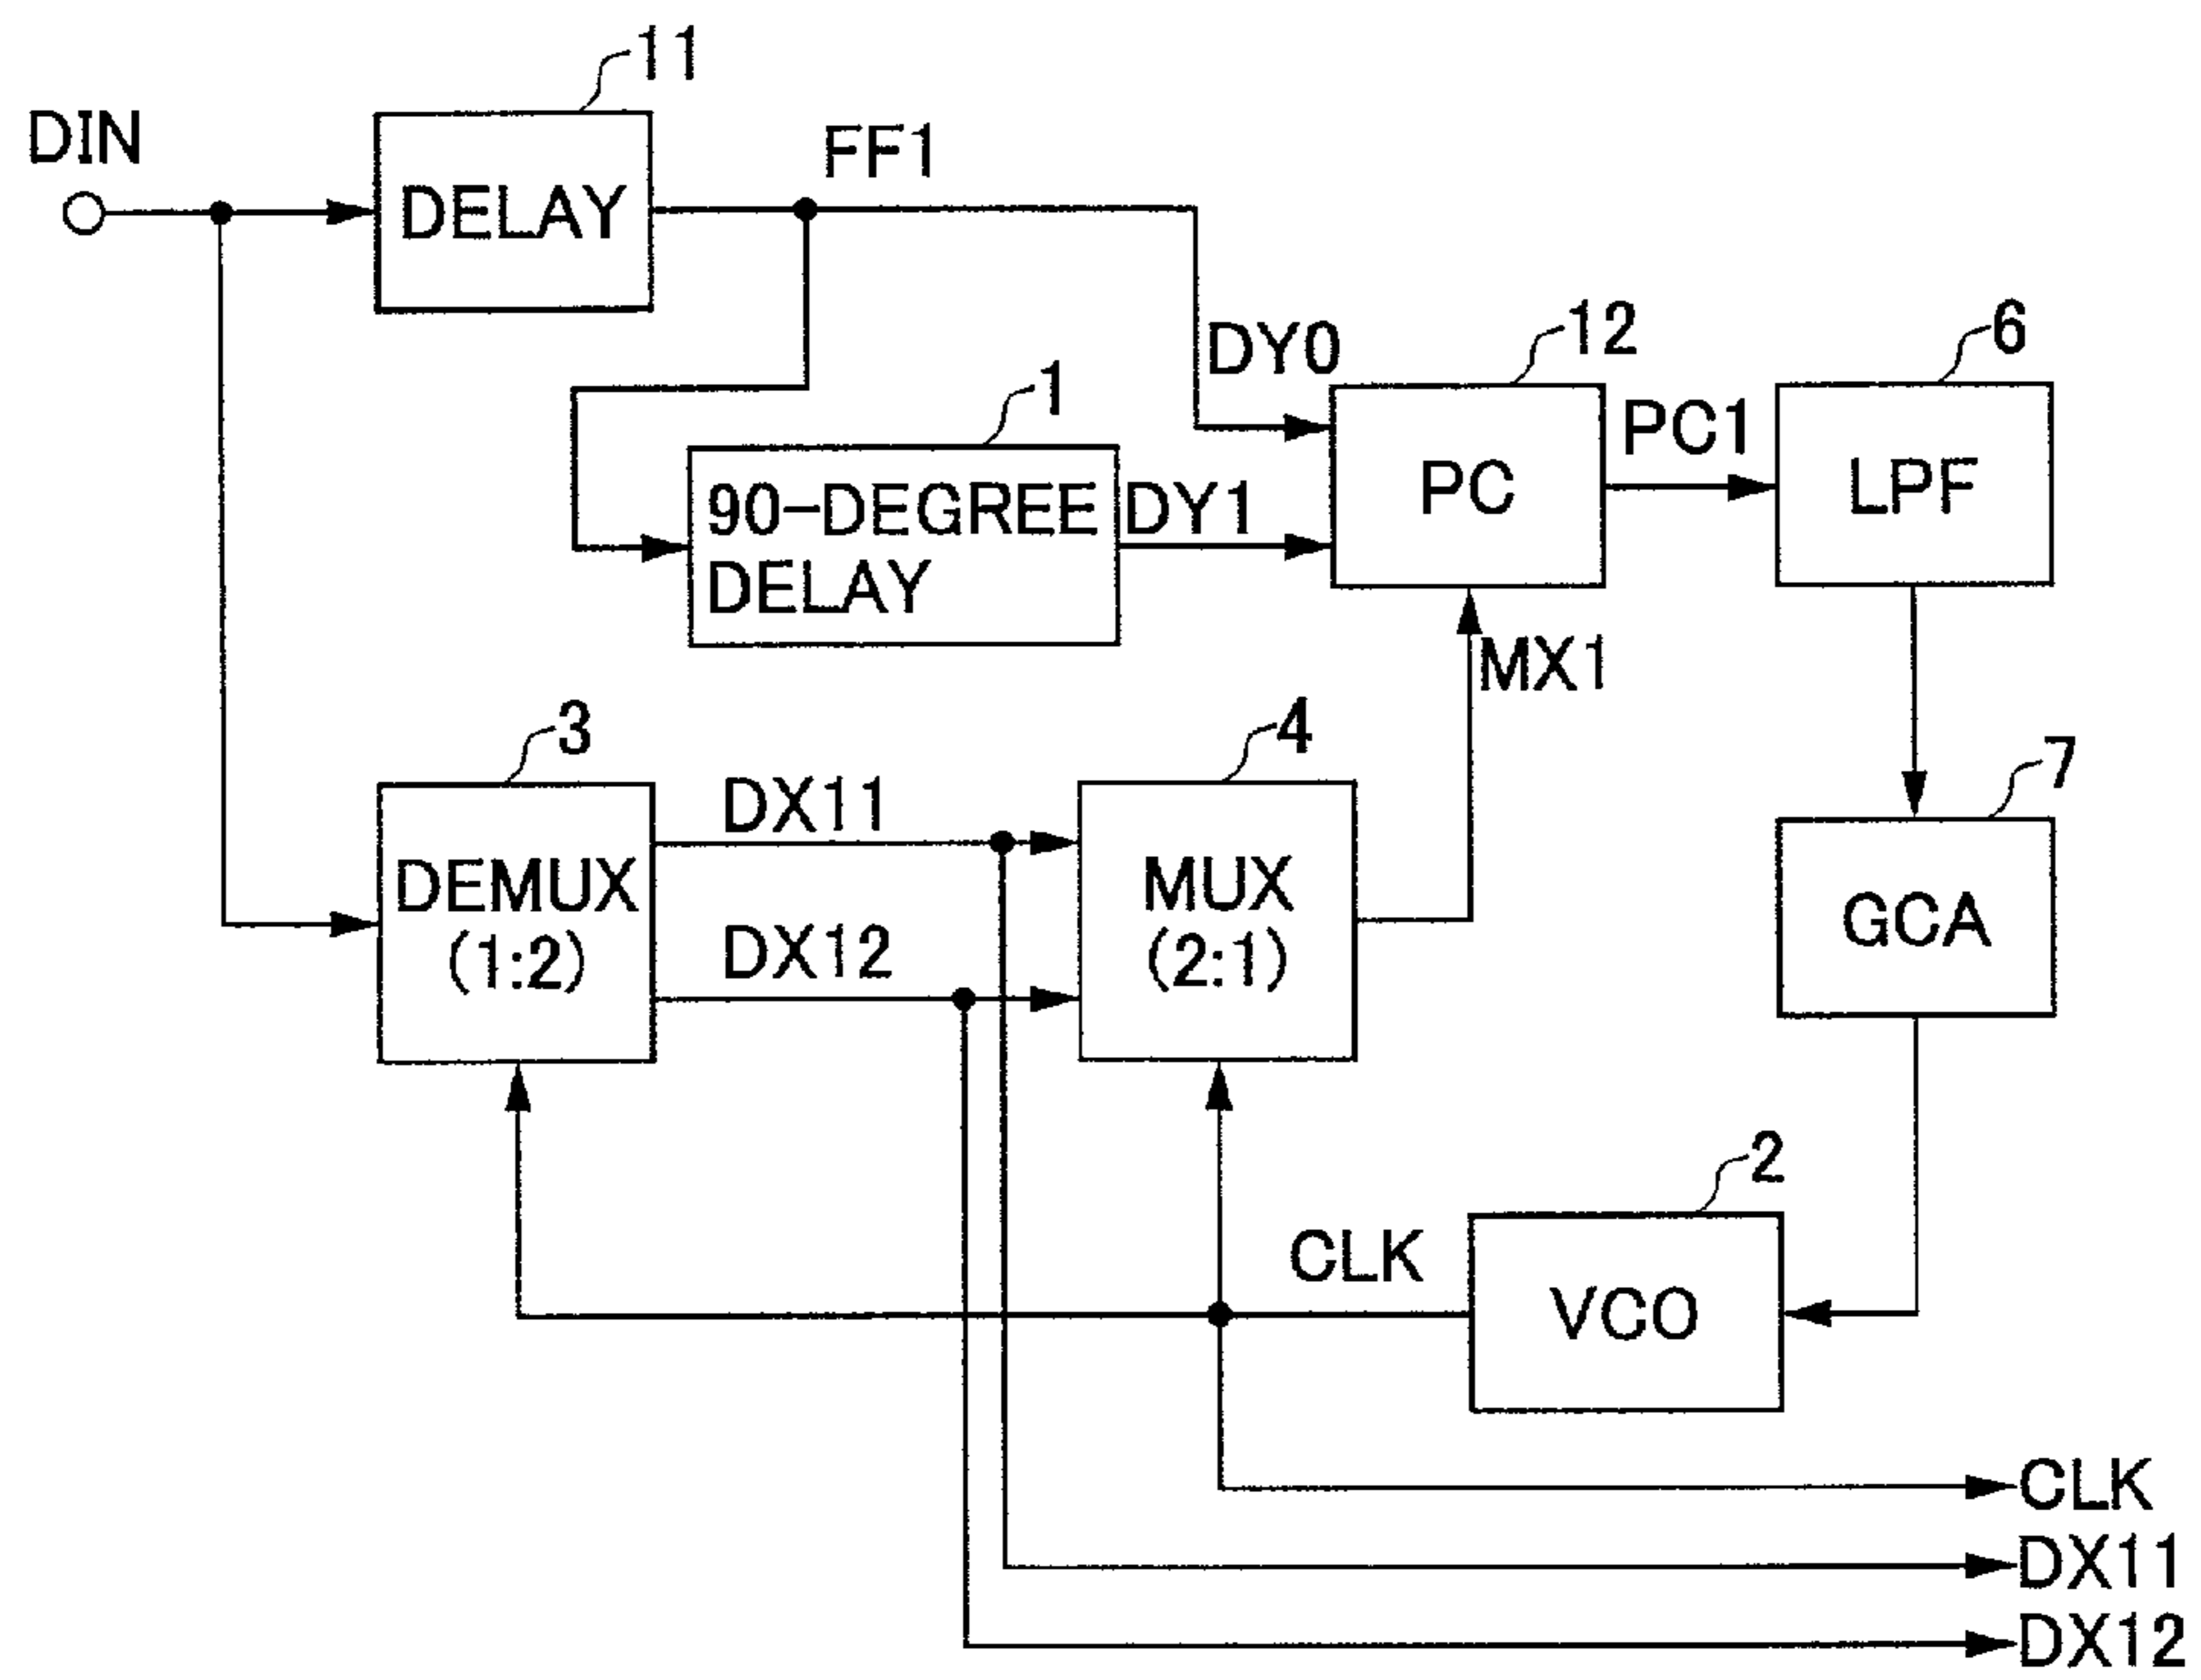 11
DIN
FF1
DELAY
12
6
DY0
1
PC1
PC
LPF
90-DEGREE
DELAY
DY1
MX1
3
4
7
DX11
DEMUX
(1:2)
MUX
(2:1)
GCA
DX12
2
CLK
VCO
CLK
DX11
DX12